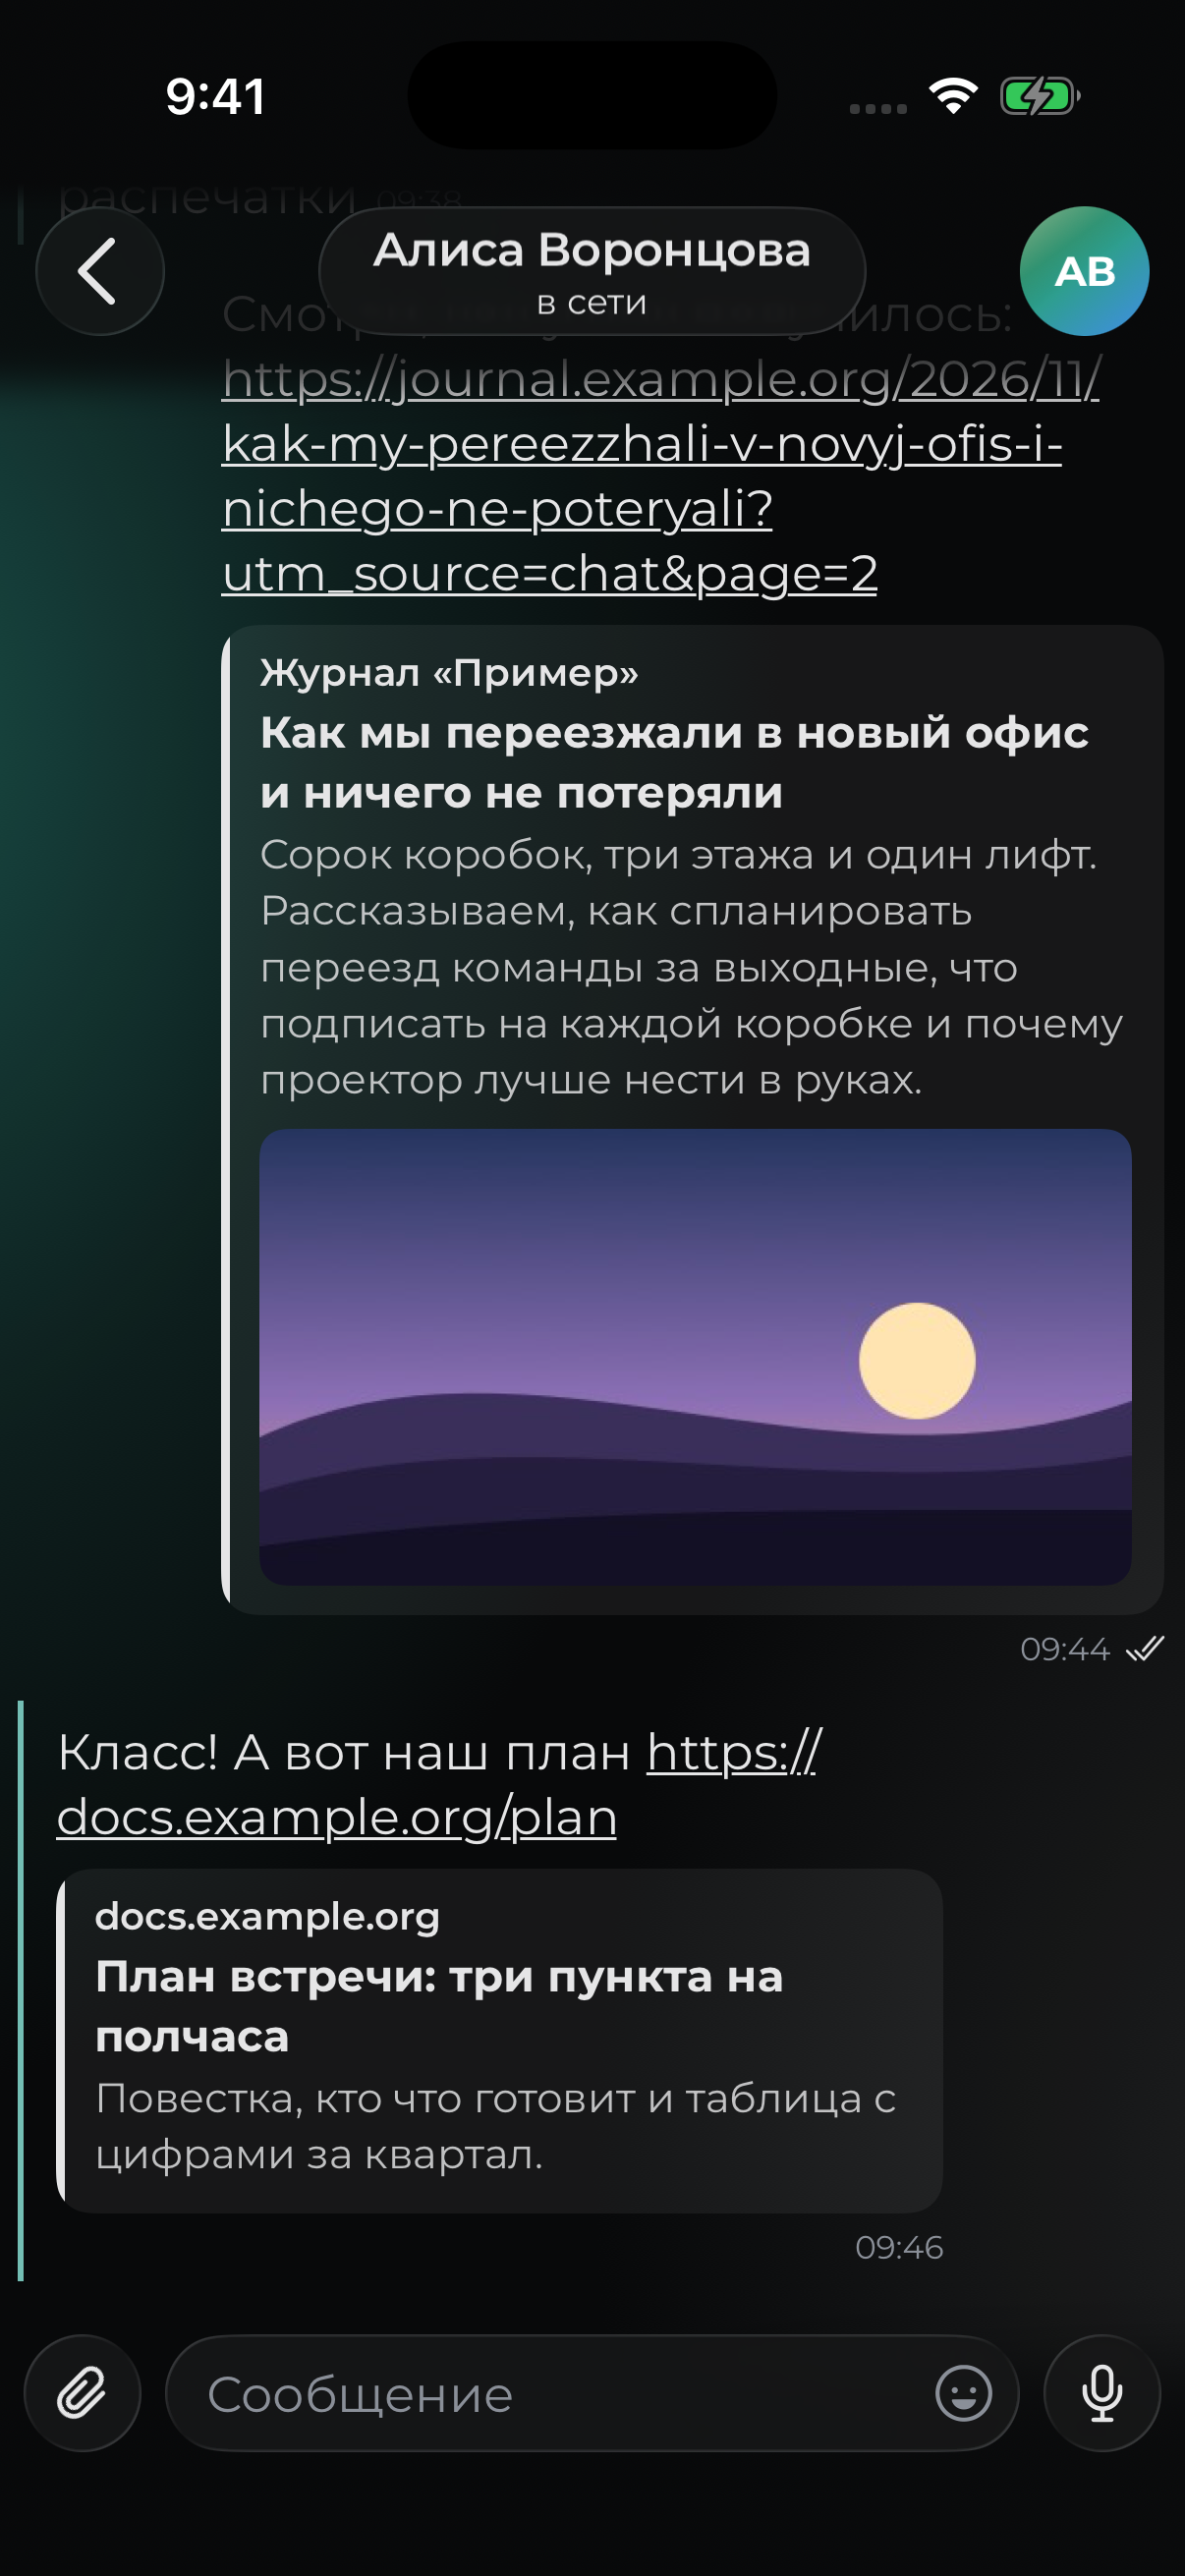 9:41
распечатки 09:38
Алиса Воронцова
в сети
АВ
https://journal.example.org/2026/11/
kak-my-pereezzhali-v-novyj-ofis-i-
nichego-ne-poteryali?
utm_source=chat&page=2
Журнал «Пример»
Как мы переезжали в новый офис
и ничего не потеряли
Сорок коробок, три этажа и один лифт.
Рассказываем, как спланировать
переезд команды за выходные, что
подписать на каждой коробке и почему
проектор лучше нести в руках.
09:44
Класс! А вот наш план https://
docs.example.org/plan
docs.example.org
План встречи: три пункта на
полчаса
Повестка, кто что готовит и таблица с
цифрами за квартал.
09:46
Сообщение